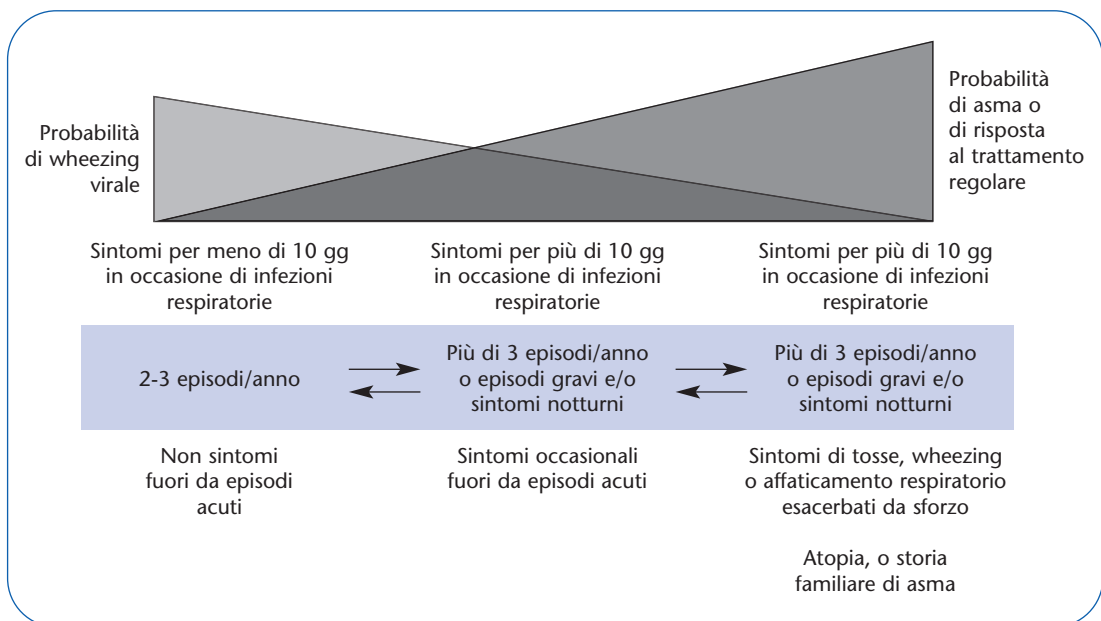 Probabilità
di wheezing
virale
Probabilità
di asma o
di risposta
al trattamento
regolare
Sintomi per meno di 10 gg
in occasione di infezioni
respiratorie
Sintomi per più di 10 gg
in occasione di infezioni
respiratorie
Sintomi per più di 10 gg
in occasione di infezioni
respiratorie
2-3 episodi/anno
Più di 3 episodi/anno
o episodi gravi e/o
sintomi notturni
Più di 3 episodi/anno
o episodi gravi e/o
sintomi notturni
Non sintomi
fuori da episodi
acuti
Sintomi occasionali
fuori da episodi acuti
Sintomi di tosse, wheezing
o affaticamento respiratorio
esacerbati da sforzo
Atopia, o storia
familiare di asma